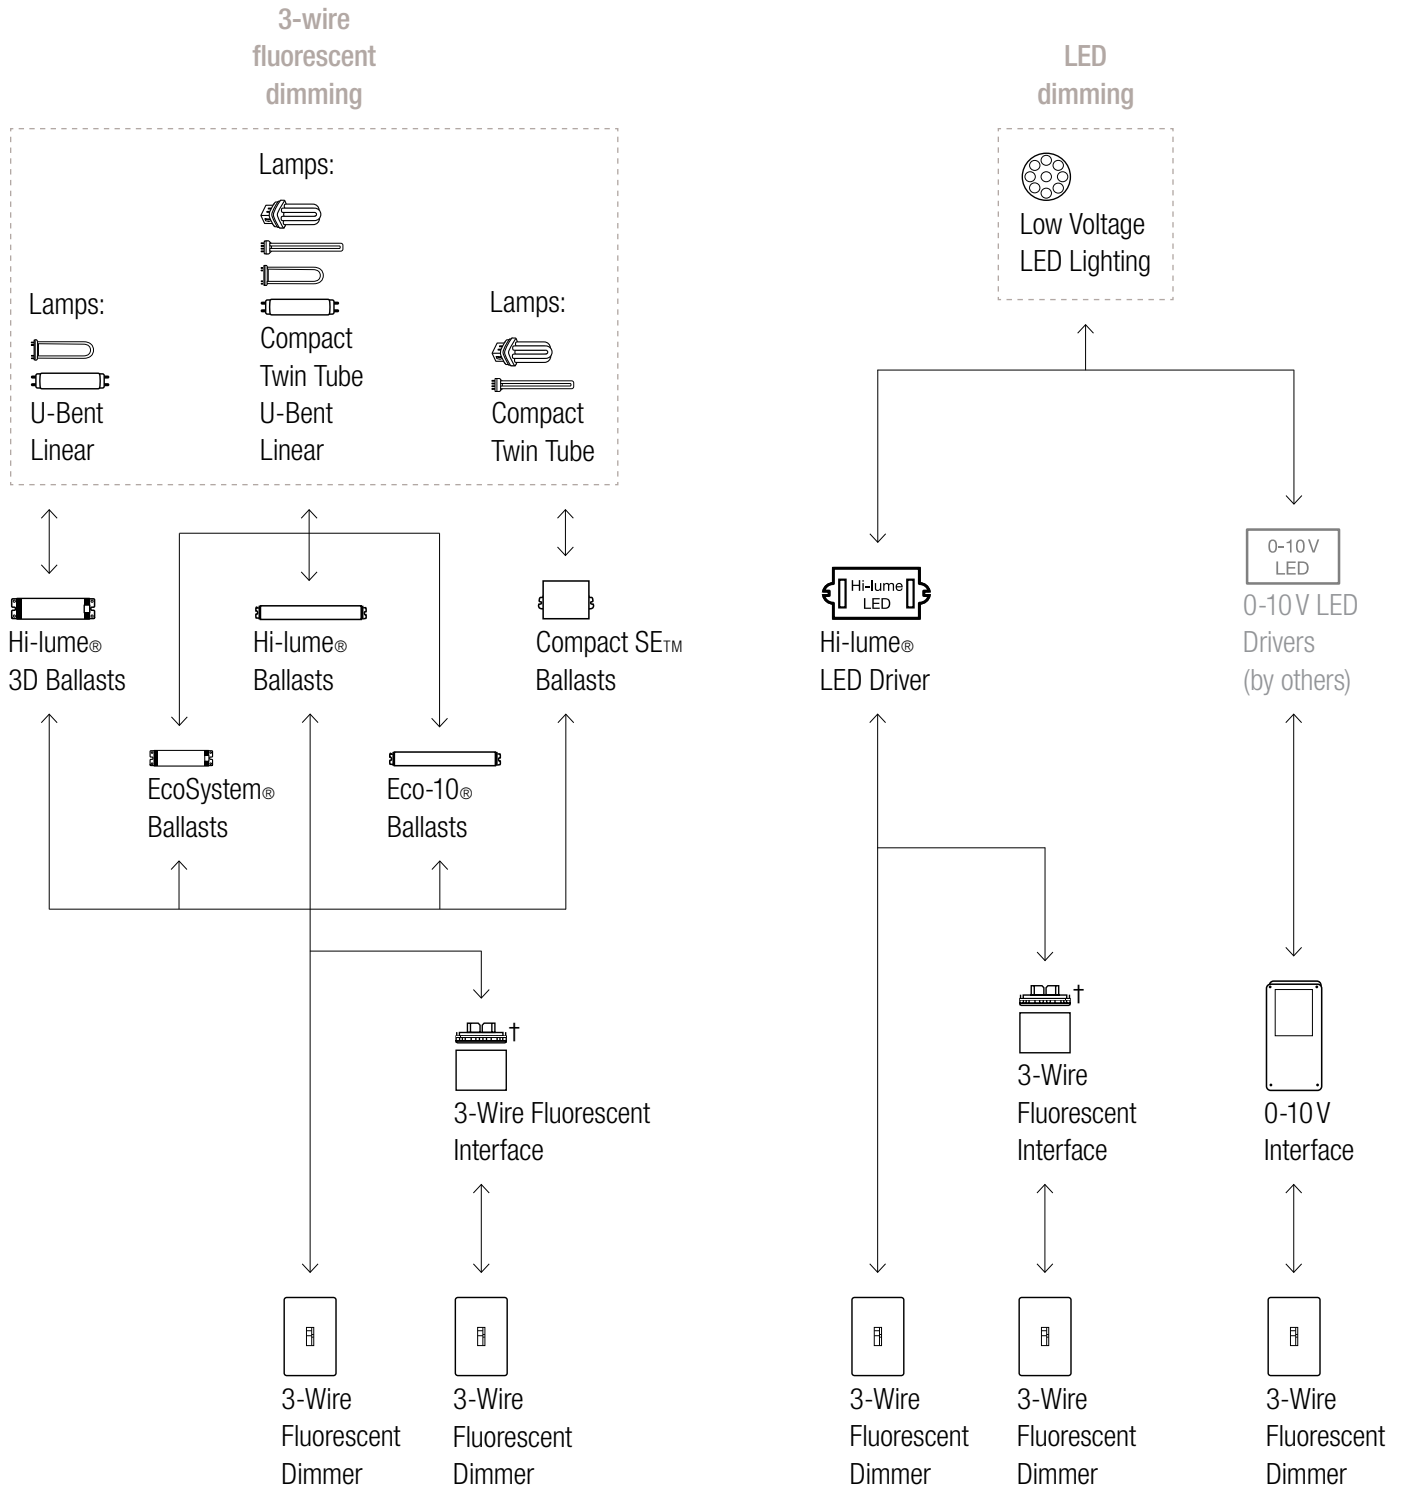 3-wire
fluorescent
dimming
LED
dimming
Lamps:
U-Bent
Linear
Lamps:
Compact
Twin Tube
U-Bent
Linear
Lamps:
Compact
Twin Tube
Low Voltage
LED Lighting
Hi-lume®
3D Ballasts
Hi-lume®
Ballasts
Compact SE™
Ballasts
EcoSystem®
Ballasts
Eco-10®
Ballasts
Hi-lume
LED
Hi-lume®
LED Driver
0-10 V
LED
0-10 V LED
Drivers
(by others)
†
3-Wire Fluorescent
Interface
†
3-Wire
Fluorescent
Interface
0-10 V
Interface
3-Wire
Fluorescent
Dimmer
3-Wire
Fluorescent
Dimmer
3-Wire
Fluorescent
Dimmer
3-Wire
Fluorescent
Dimmer
3-Wire
Fluorescent
Dimmer